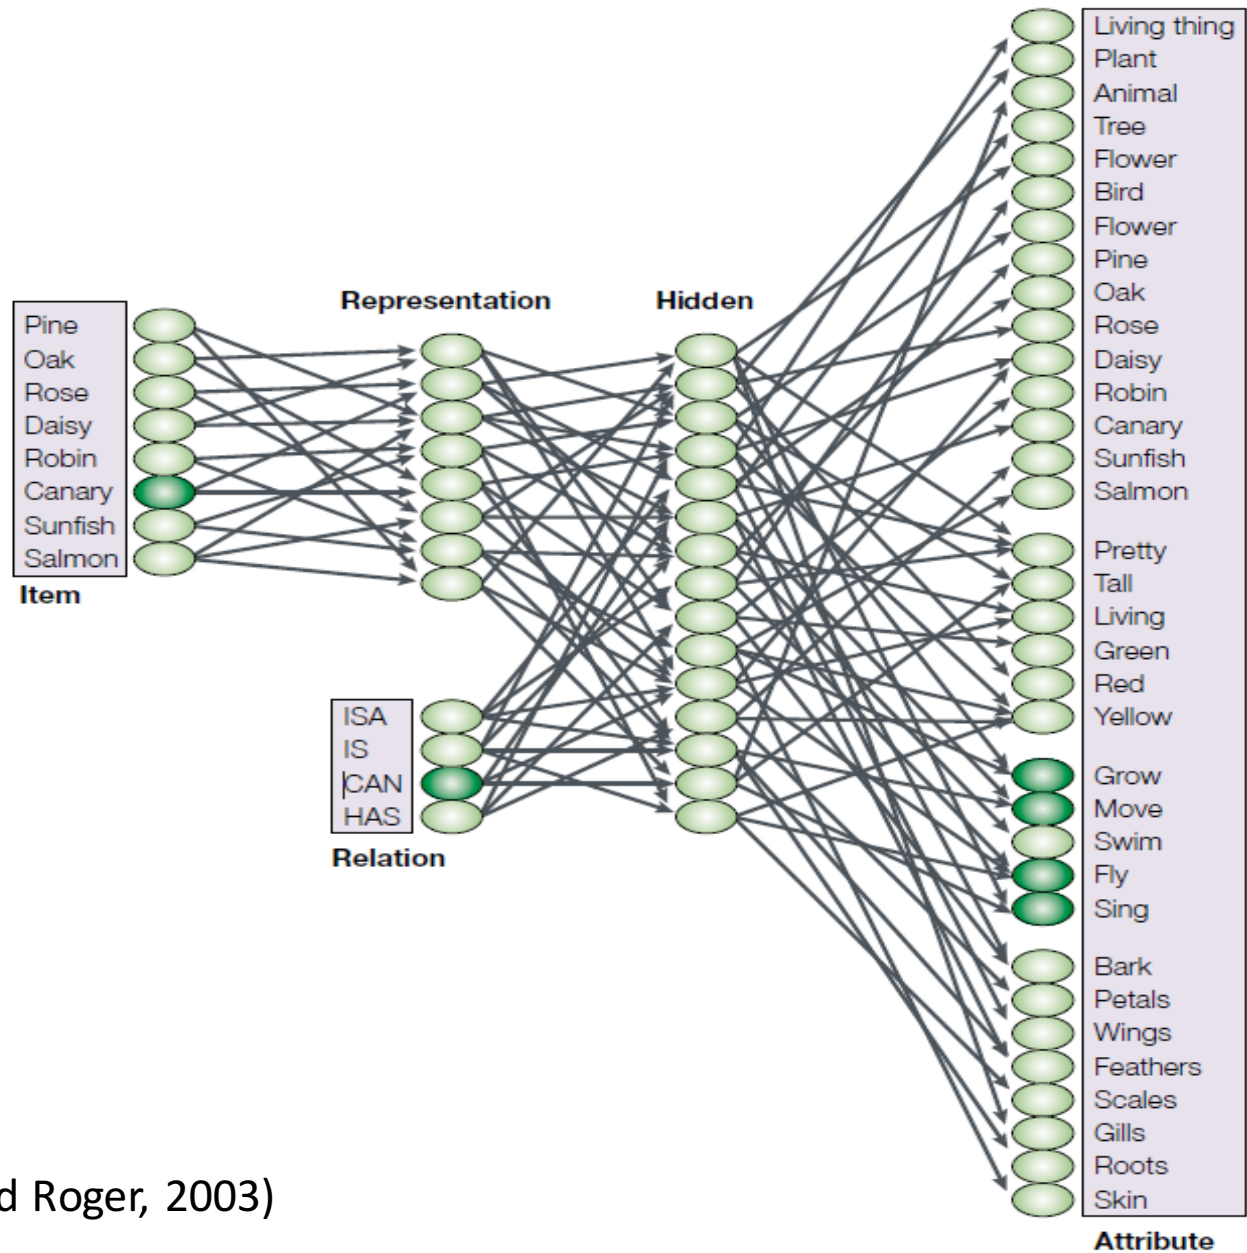 Representation
Hidden
Pine
Oak
Rose
Daisy
Robin
Canary
Sunfish
Salmon
Item
ISA
IS
CAN
HAS
Relation
Living thing
Plant
Animal
Tree
Flower
Bird
Flower
Pine
Oak
Rose
Daisy
Robin
Canary
Sunfish
Salmon
Pretty
Tall
Living
Green
Red
Yellow
Grow
Move
Swim
Fly
Sing
Bark
Petals
Wings
Feathers
Scales
Gills
Roots
Skin
Attribute
d Roger, 2003)